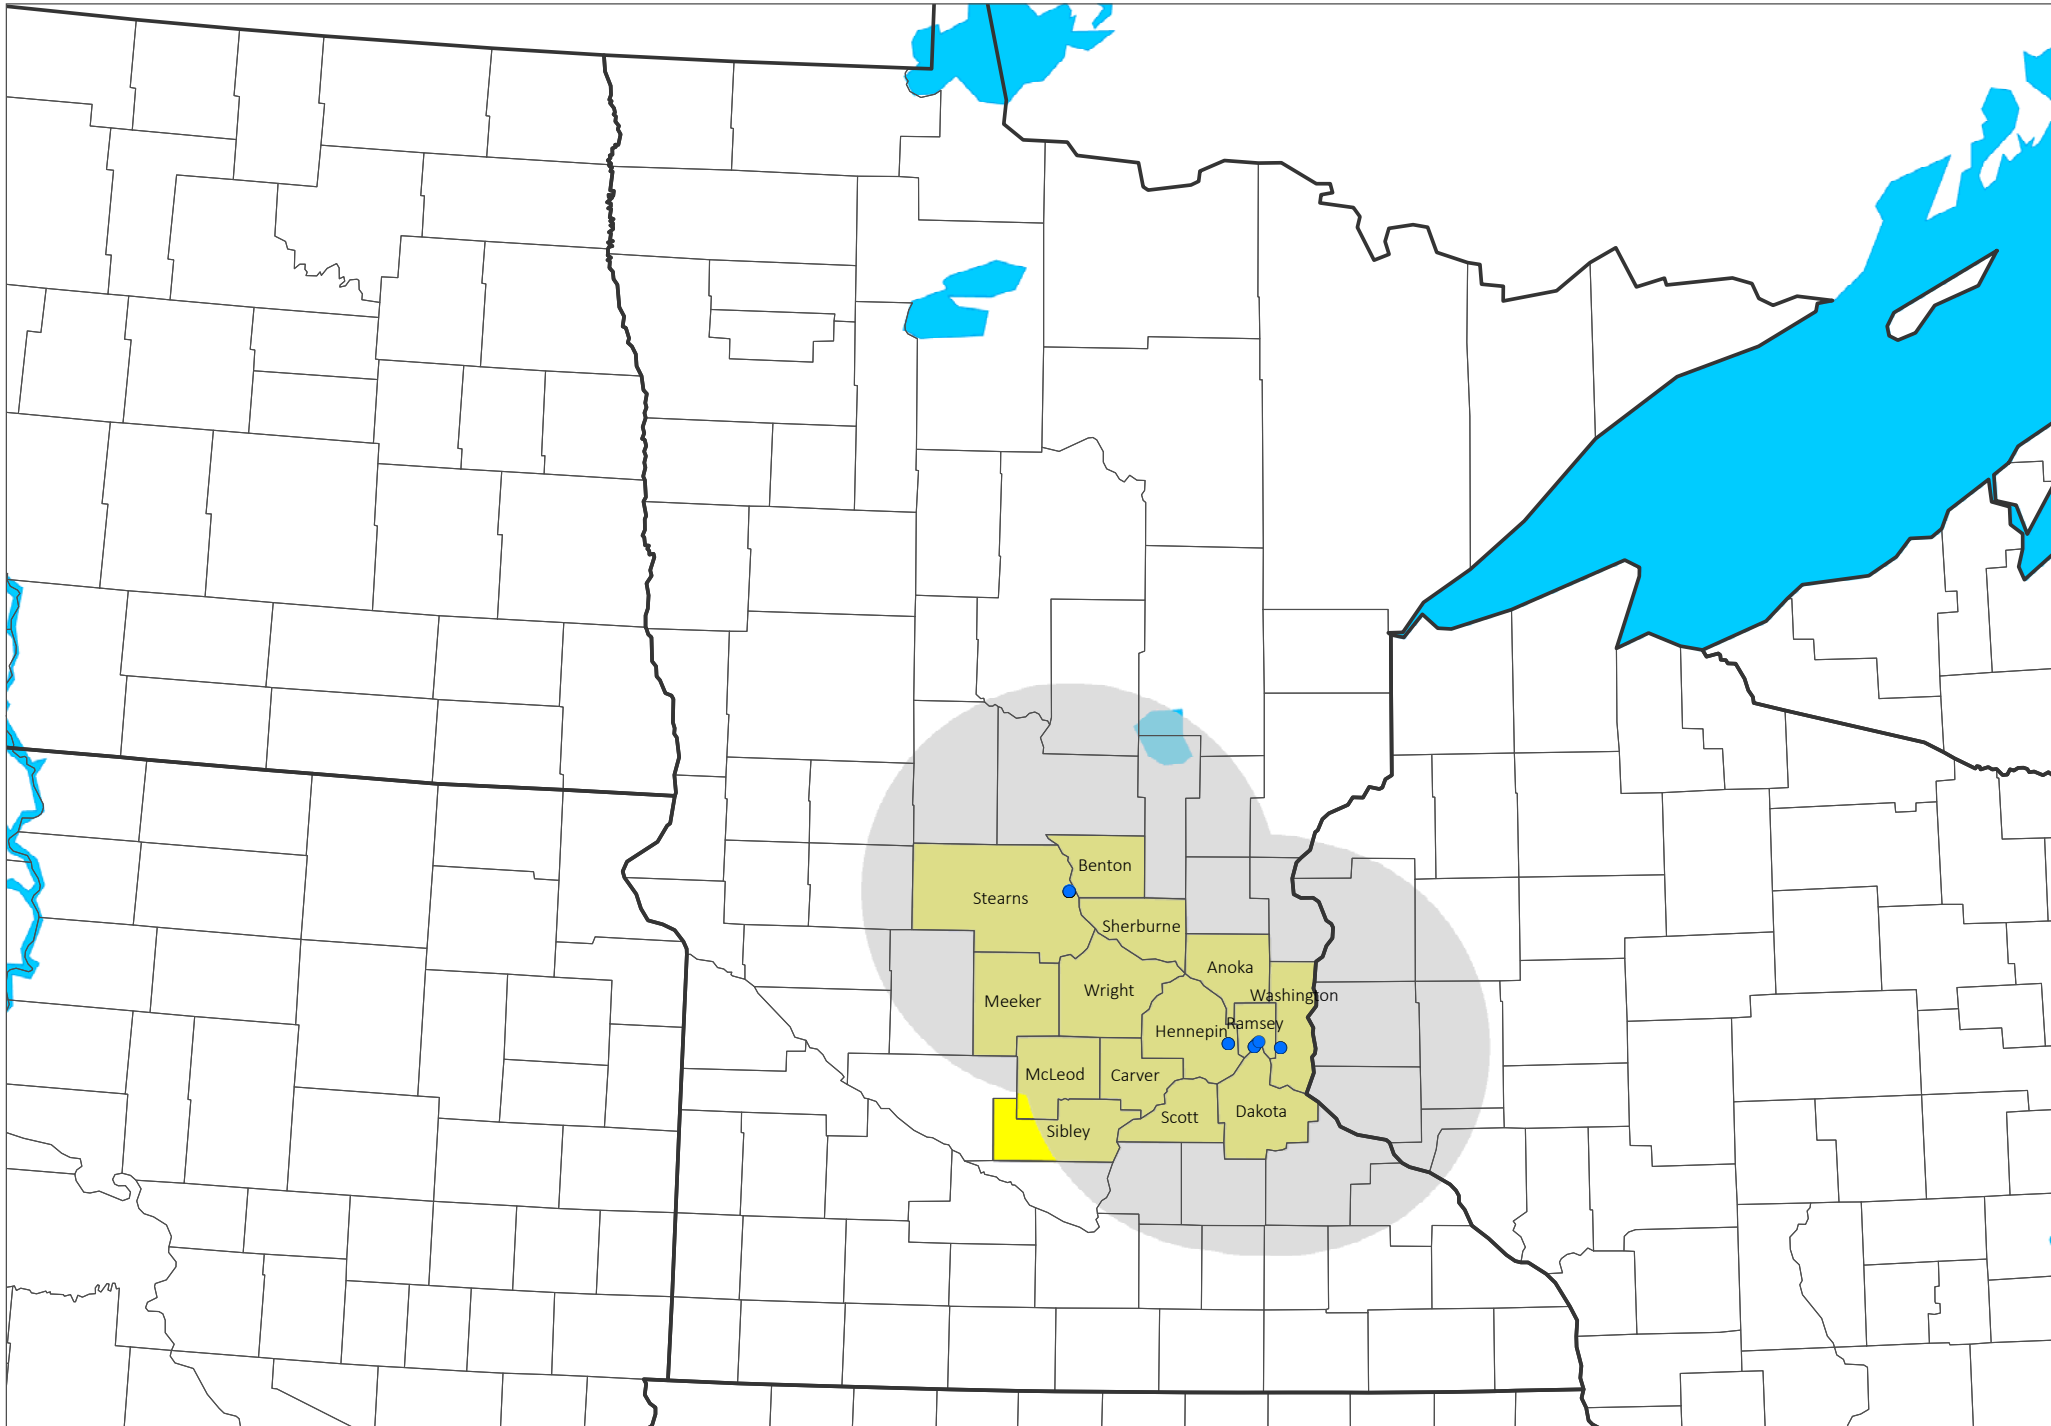 Benton
Stearns
Sherburne
Anoka
Wright
Washington
Meeker
Ramsey
Hennepin
McLeod
Carver
Dakota
Scott
Sibley